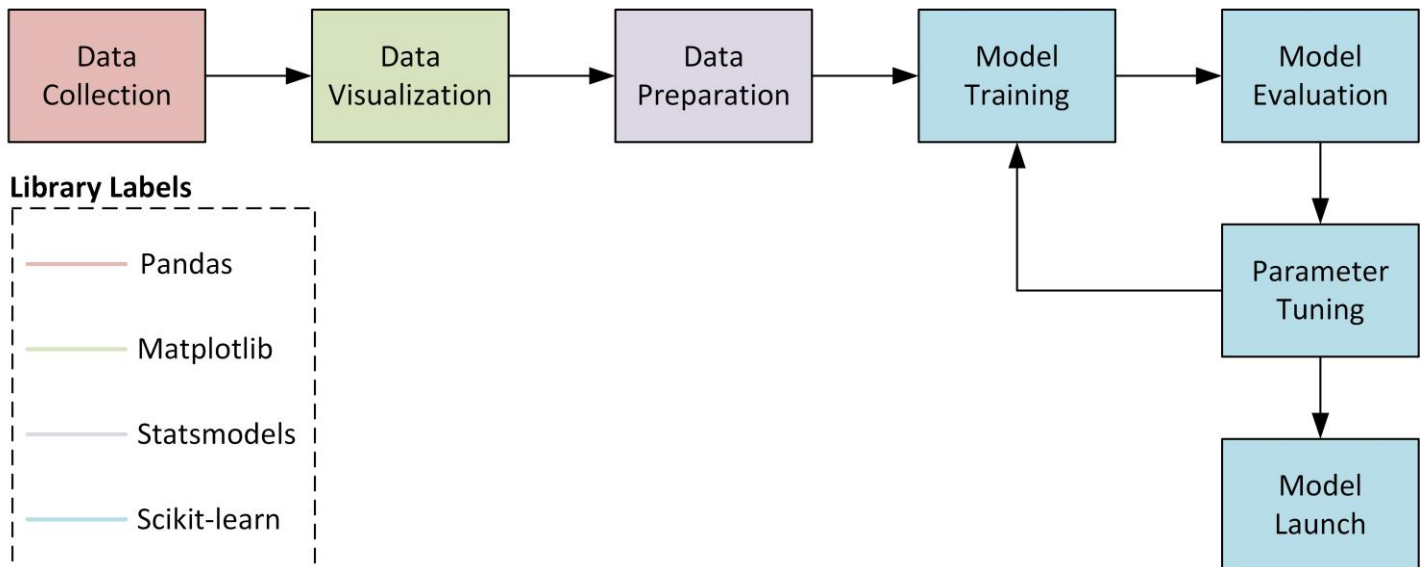 Data
Collection
Data
Visualization
Data
Preparation
Model
Training
Model
Evaluation
Library Labels
Pandas
Matplotlib
Statsmodels
Scikit-learn
Parameter
Tuning
Model
Launch